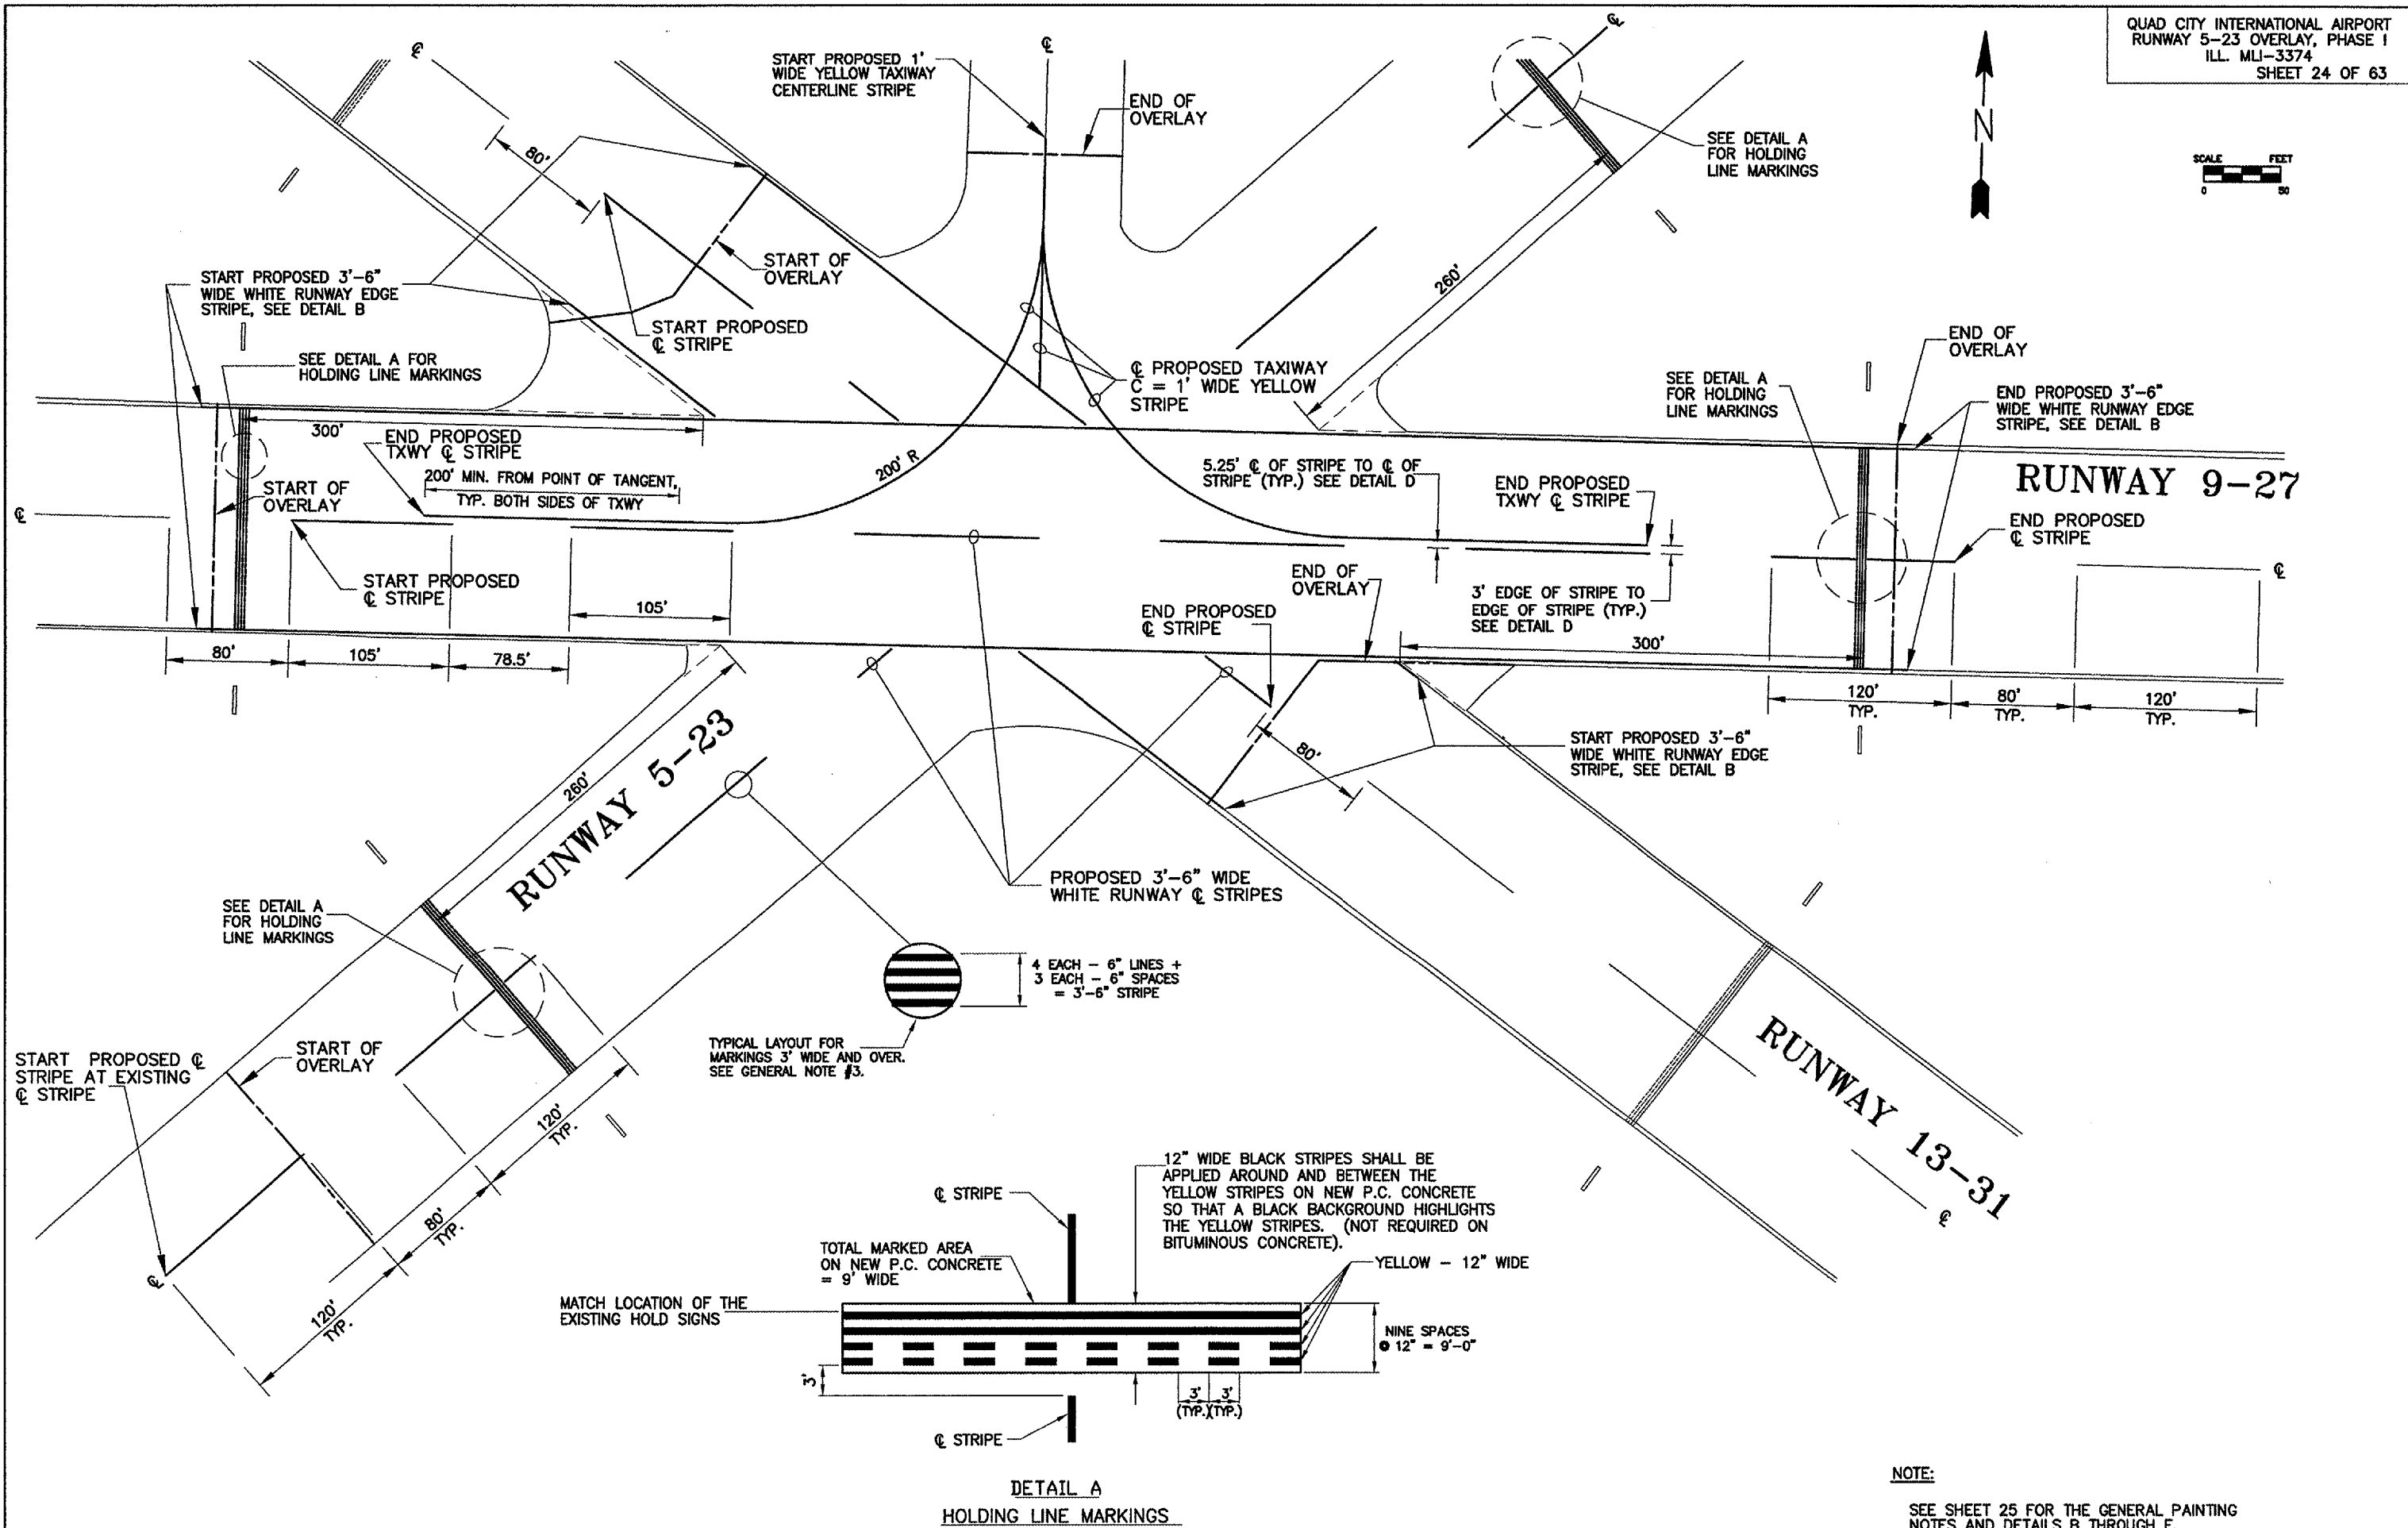 QUAD CITY INTERNATIONAL AIRPORT
RUNWAY 5-23 OVERLAY, PHASE I
ILL. MLI-3374
SHEET 24 OF 63
℄
℄
℄
START PROPOSED 1'
WIDE YELLOW TAXIWAY
CENTERLINE STRIPE
END OF
OVERLAY
N
SCALE FEET
0 50
SEE DETAIL A
FOR HOLDING
LINE MARKINGS
80'
START OF
OVERLAY
START PROPOSED 3'-6"
WIDE WHITE RUNWAY EDGE
STRIPE, SEE DETAIL B
START PROPOSED
℄ STRIPE
260'
SEE DETAIL A FOR
HOLDING LINE MARKINGS
℄ PROPOSED TAXIWAY
C = 1' WIDE YELLOW
STRIPE
END OF
OVERLAY
SEE DETAIL A
FOR HOLDING
LINE MARKINGS
END PROPOSED 3'-6"
WIDE WHITE RUNWAY EDGE
STRIPE, SEE DETAIL B
300'
END PROPOSED
TXWY ℄ STRIPE
200' MIN. FROM POINT OF TANGENT,
TYP. BOTH SIDES OF TXWY
200' R
5.25' ℄ OF STRIPE TO ℄ OF
STRIPE (TYP.) SEE DETAIL D
END PROPOSED
TXWY ℄ STRIPE
RUNWAY 9-27
START OF
OVERLAY
℄
END PROPOSED
℄ STRIPE
℄
START PROPOSED
℄ STRIPE
105'
END OF
OVERLAY
END PROPOSED
℄ STRIPE
3' EDGE OF STRIPE TO
EDGE OF STRIPE (TYP.)
SEE DETAIL D
300'
80'
105'
78.5'
120'
TYP.
80'
TYP.
120'
TYP.
260'
RUNWAY 5-23
80'
START PROPOSED 3'-6"
WIDE WHITE RUNWAY EDGE
STRIPE, SEE DETAIL B
PROPOSED 3'-6" WIDE
WHITE RUNWAY ℄ STRIPES
SEE DETAIL A
FOR HOLDING
LINE MARKINGS
4 EACH - 6" LINES +
3 EACH - 6" SPACES
= 3'-6" STRIPE
TYPICAL LAYOUT FOR
MARKINGS 3' WIDE AND OVER.
SEE GENERAL NOTE #3.
START PROPOSED ℄
STRIPE AT EXISTING
℄ STRIPE
START OF
OVERLAY
RUNWAY 13-31
℄
120'
TYP.
80'
TYP.
120'
TYP.
℄
℄ STRIPE
12" WIDE BLACK STRIPES SHALL BE
APPLIED AROUND AND BETWEEN THE
YELLOW STRIPES ON NEW P.C. CONCRETE
SO THAT A BLACK BACKGROUND HIGHLIGHTS
THE YELLOW STRIPES. (NOT REQUIRED ON
BITUMINOUS CONCRETE).
TOTAL MARKED AREA
ON NEW P.C. CONCRETE
= 9' WIDE
YELLOW - 12" WIDE
MATCH LOCATION OF THE
EXISTING HOLD SIGNS
NINE SPACES
@ 12" = 9'-0"
3'
3' 3'
(TYP.)(TYP.)
℄ STRIPE
DETAIL A
HOLDING LINE MARKINGS
NOTE:
SEE SHEET 25 FOR THE GENERAL PAINTING
NOTES AND DETAILS B THROUGH E.